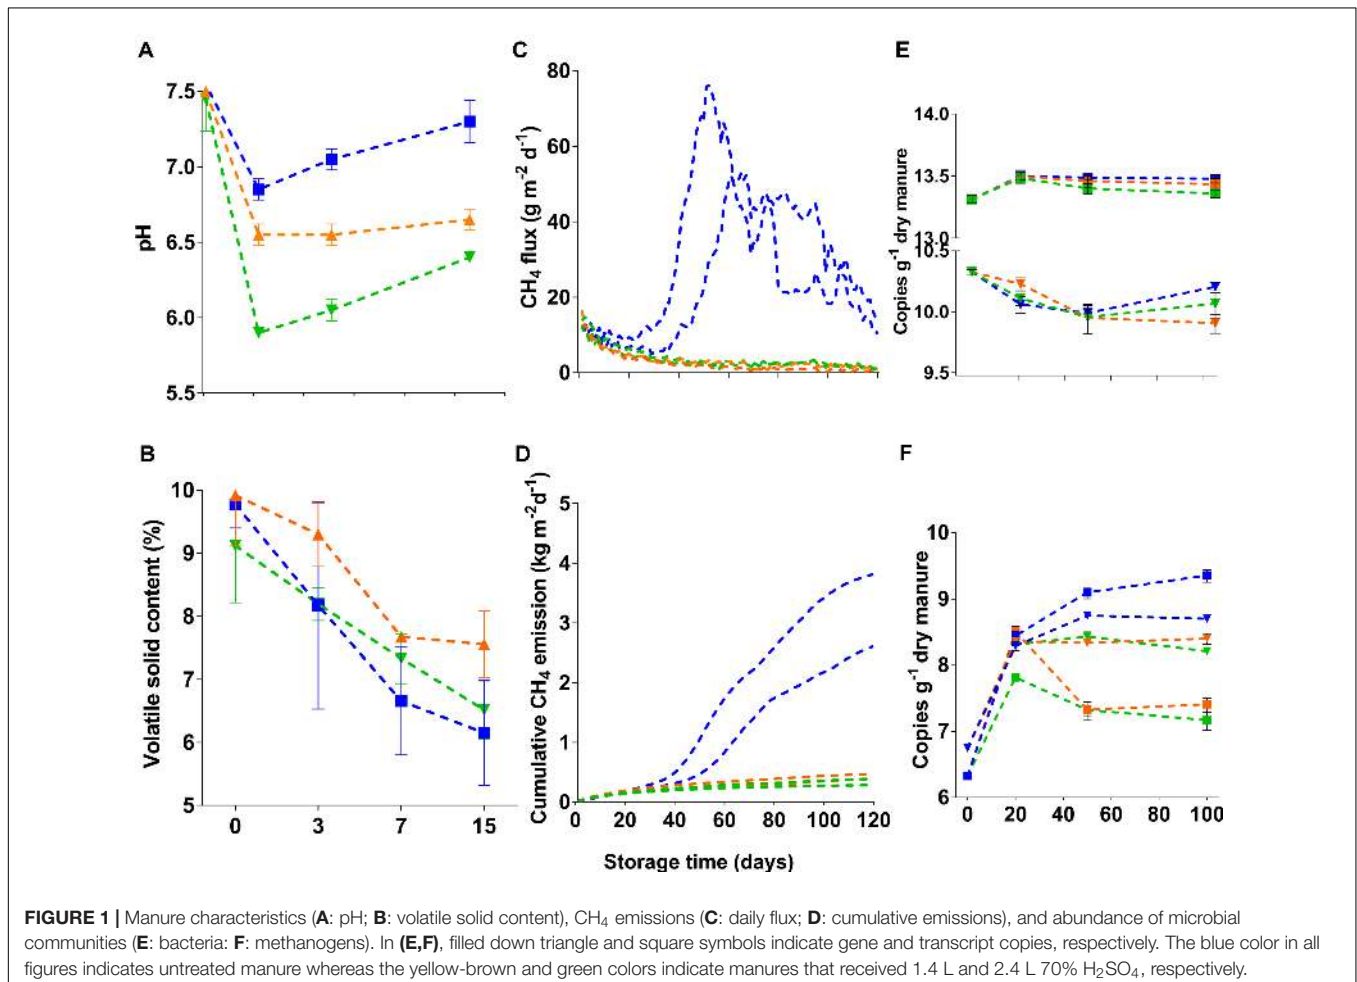 A
7.5
7.0
6.5
6.0
5.5
pH
B
10
9
8
7
6
5
Volatile solid content (%)
0 3 7 15
C
80
60
40
20
0
CH4 flux (g m-2 d-1)
D
5
4
3
2
1
0
Cumulative CH4 emission (kg m-2d-1)
0 20 40 60 80 100 120
Storage time (days)
E
14.0
13.5
13.0
10.5
10.0
9.5
Copies g-1 dry manure
F
10
9
8
7
6
Copies g-1 dry manure
0 20 40 60 80 100
FIGURE 1 | Manure characteristics (A: pH; B: volatile solid content), CH4 emissions (C: daily flux; D: cumulative emissions), and abundance of microbial
communities (E: bacteria: F: methanogens). In (E,F), filled down triangle and square symbols indicate gene and transcript copies, respectively. The blue color in all
figures indicates untreated manure whereas the yellow-brown and green colors indicate manures that received 1.4 L and 2.4 L 70% H2SO4, respectively.